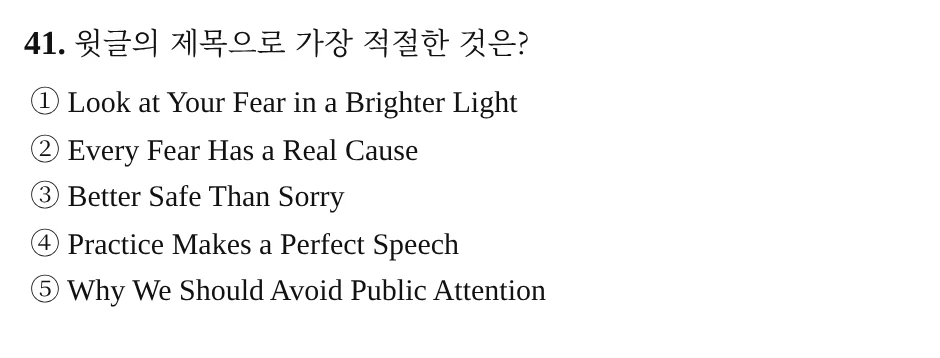 41. 윗글의 제목으로 가장 적절한 것은?
① Look at Your Fear in a Brighter Light
② Every Fear Has a Real Cause
③ Better Safe Than Sorry
④ Practice Makes a Perfect Speech
⑤ Why We Should Avoid Public Attention